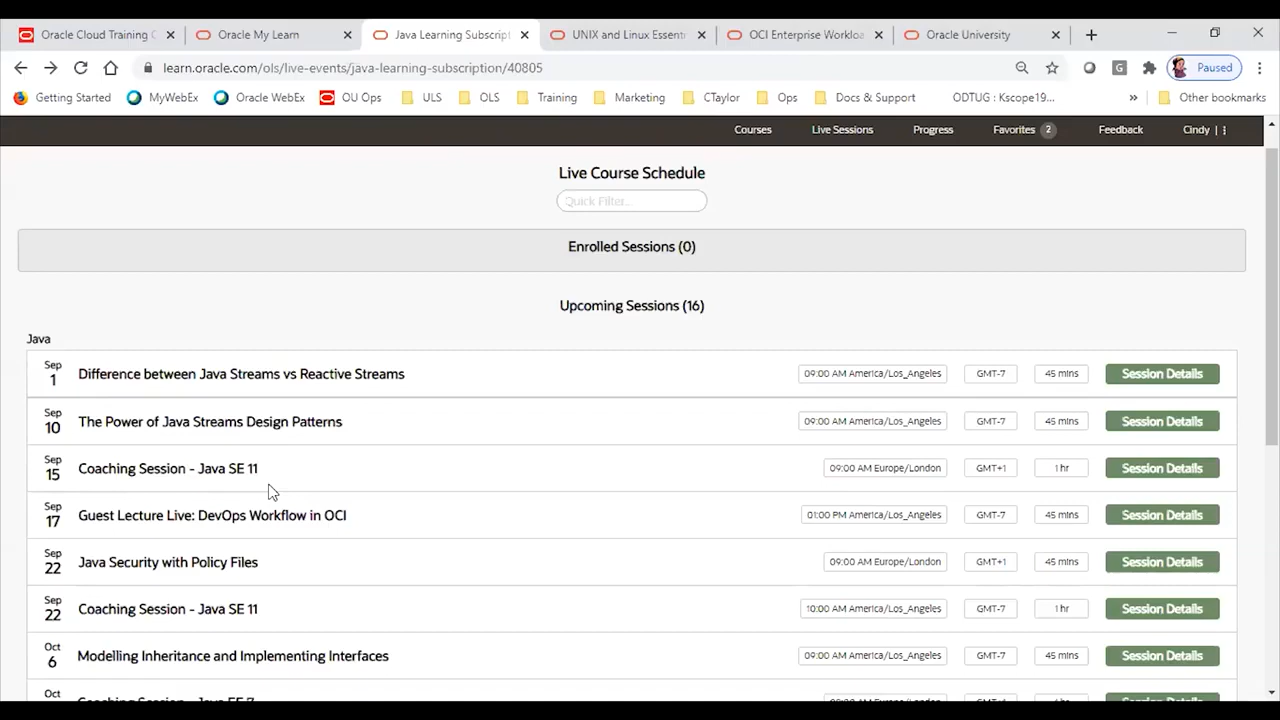 Oracle Cloud Training C
Oracle My Learn
Java Learning Subscrip
UNIX and Linux Essent
OCI Enterprise Workloa
Oracle University
learn.oracle.com/ols/live-events/java-learning-subscription/40805
G
Paused
Getting Started
MyWebEx
Oracle WebEx
OU Ops
ULS
OLS
Training
Marketing
CTaylor
Ops
Docs & Support
ODTUG : Kscope19...
»
Other bookmarks
Courses
Live Sessions
Progress
Favorites 2
Feedback
Cindy |
Live Course Schedule
Quick Filter...
Enrolled Sessions (0)
Upcoming Sessions (16)
Java
Sep 1 Difference between Java Streams vs Reactive Streams 09:00 AM America/Los_Angeles GMT-7 45 mins Session Details
Sep 10 The Power of Java Streams Design Patterns 09:00 AM America/Los_Angeles GMT-7 45 mins Session Details
Sep 15 Coaching Session - Java SE 11 09:00 AM Europe/London GMT+1 1 hr Session Details
Sep 17 Guest Lecture Live: DevOps Workflow in OCI 01:00 PM America/Los_Angeles GMT-7 45 mins Session Details
Sep 22 Java Security with Policy Files 09:00 AM Europe/London GMT+1 45 mins Session Details
Sep 22 Coaching Session - Java SE 11 10:00 AM America/Los_Angeles GMT-7 1 hr Session Details
Oct 6 Modelling Inheritance and Implementing Interfaces 09:00 AM America/Los_Angeles GMT-7 45 mins Session Details
Oct Coaching Session - Java